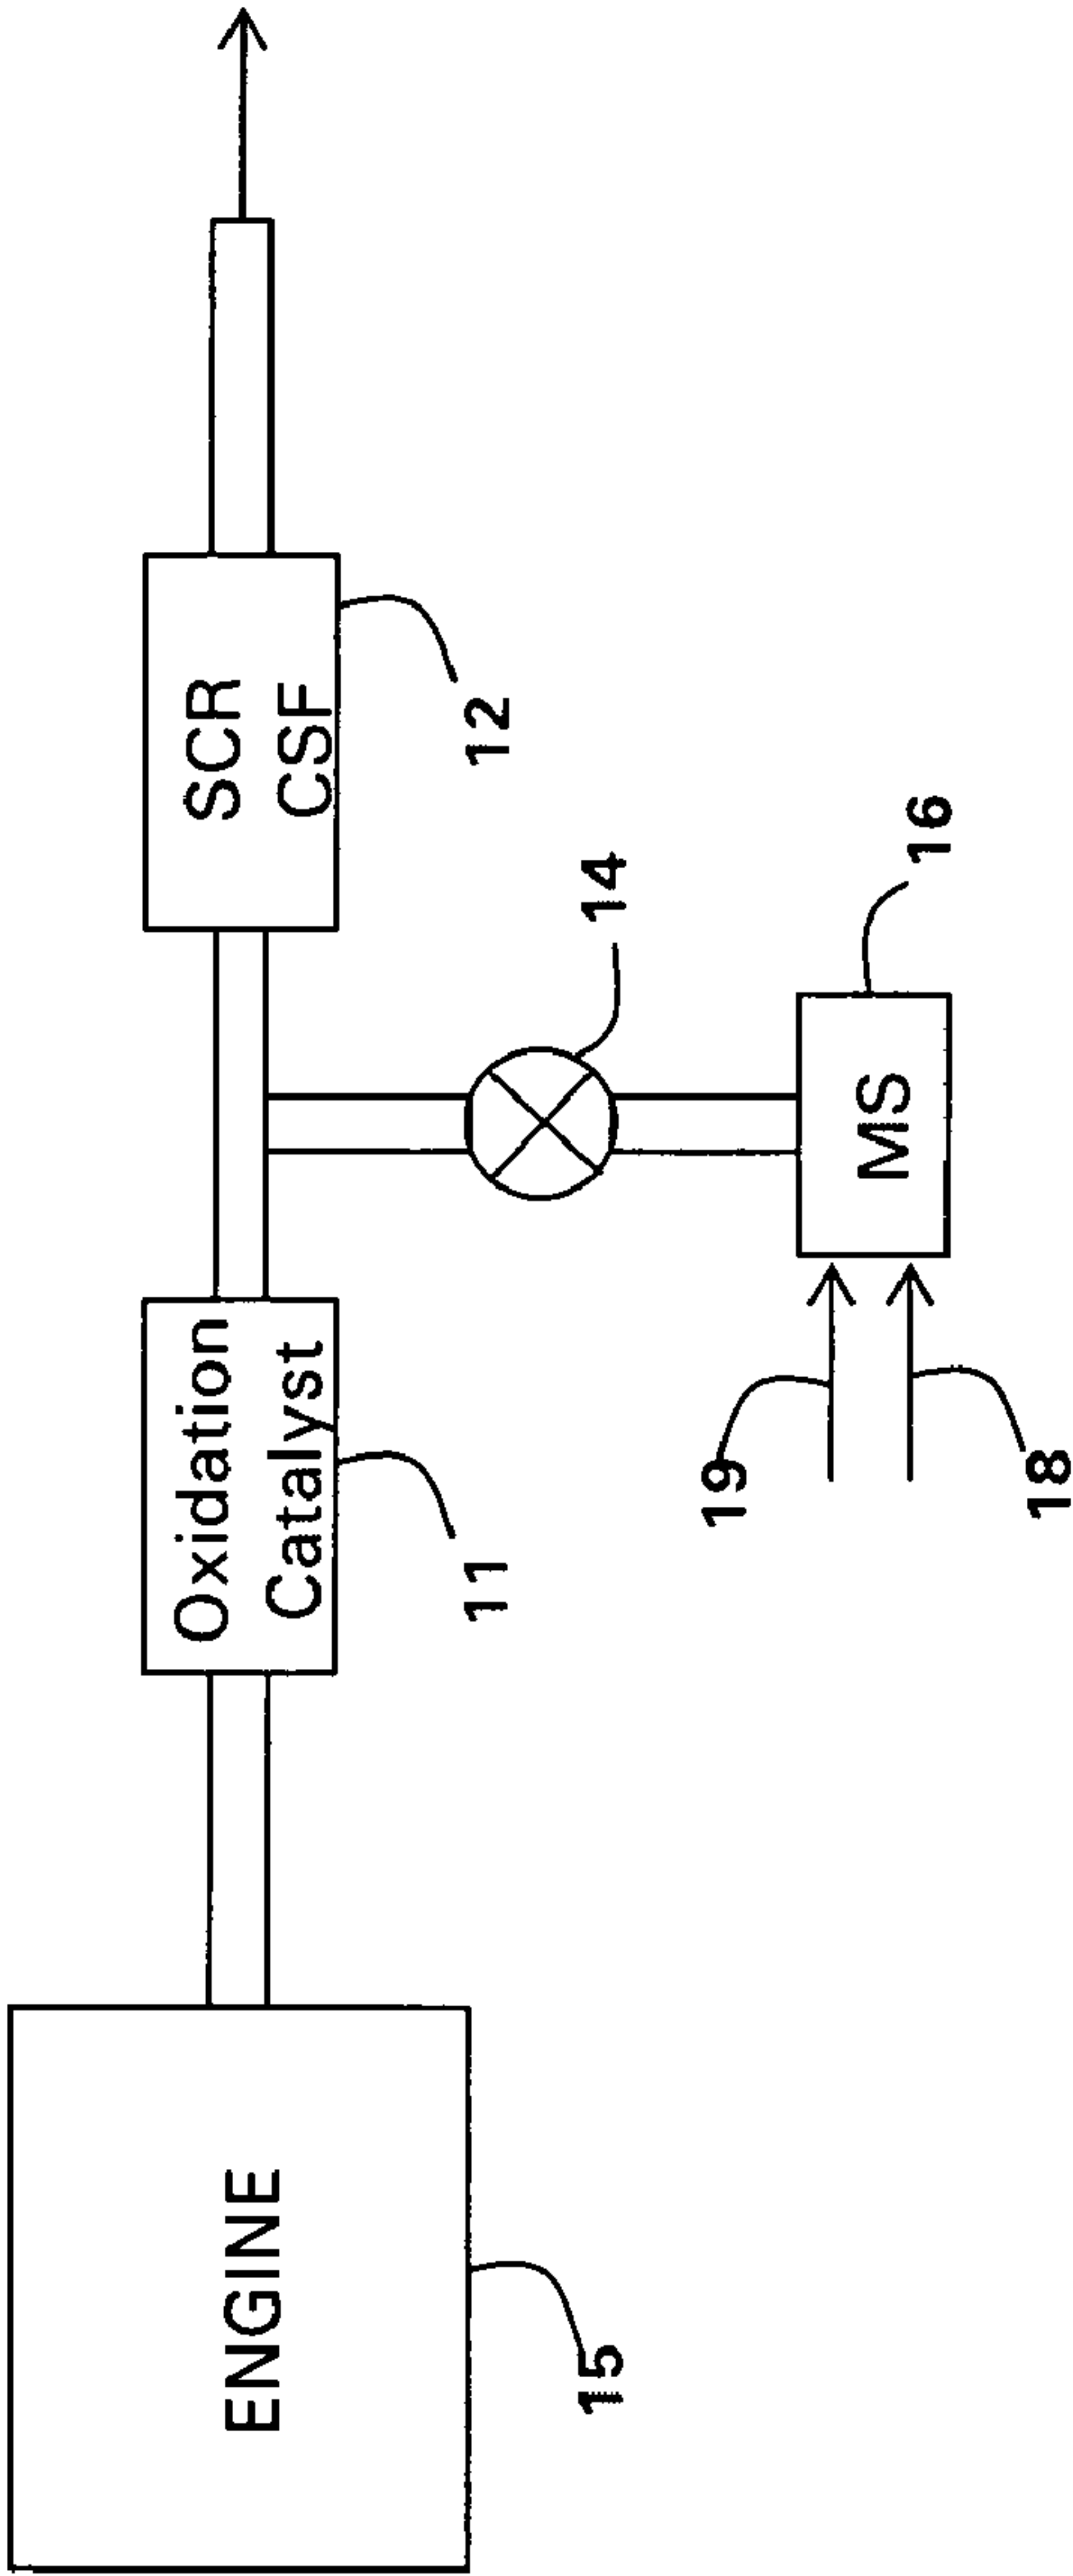 ENGINE
15
Oxidation
Catalyst
11
SCR
CSF
12
14
MS
16
19
18